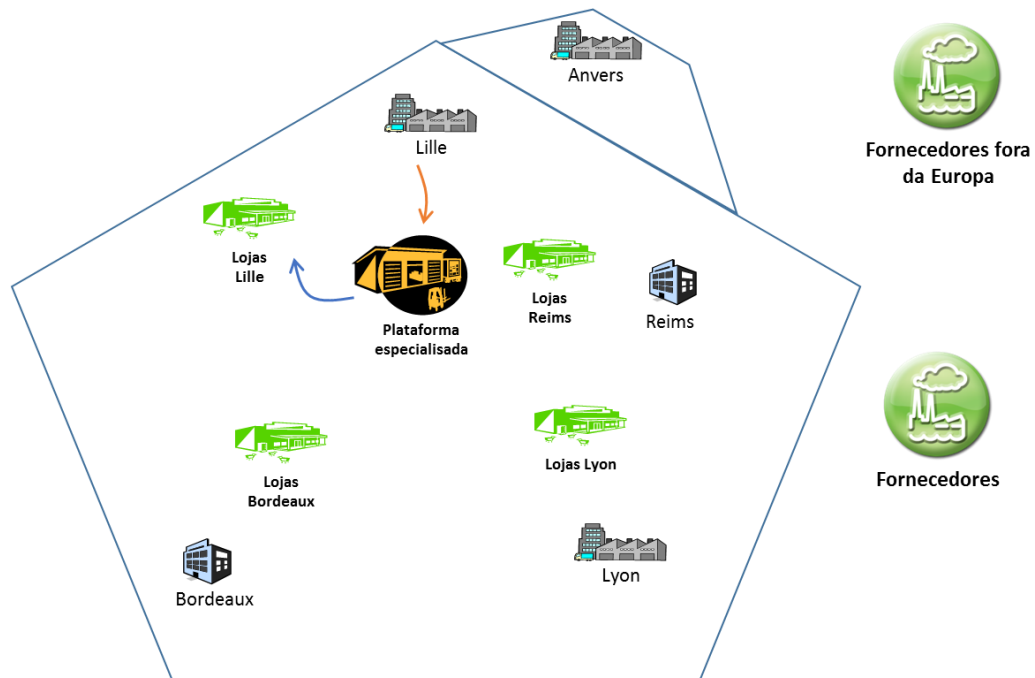 Anvers
Lille
Fornecedores fora
da Europa
Lojas
Lille
Lojas
Reims
Reims
Plataforma
especialisada
Lojas
Bordeaux
Lojas Lyon
Fornecedores
Lyon
Bordeaux